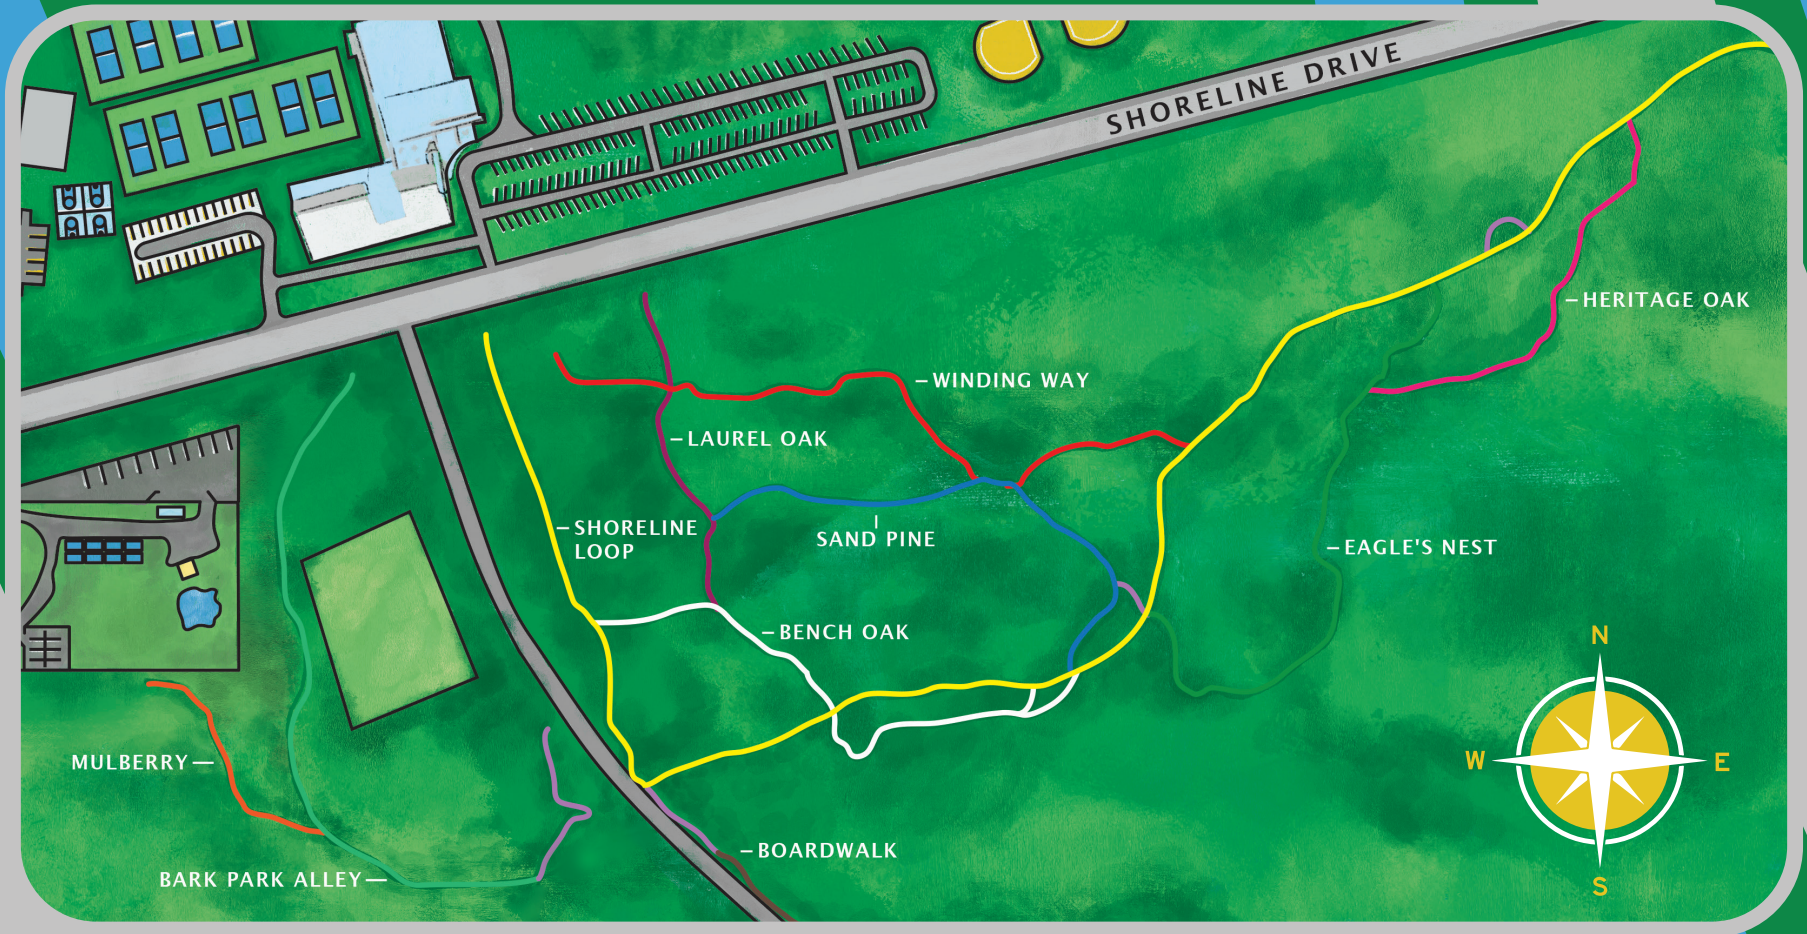 SHORELINE DRIVE
HERITAGE OAK
WINDING WAY
LAUREL OAK
SHORELINE
LOOP
SAND PINE
EAGLE'S NEST
BENCH OAK
N
W
E
S
MULBERRY
BOARDWALK
BARK PARK ALLEY